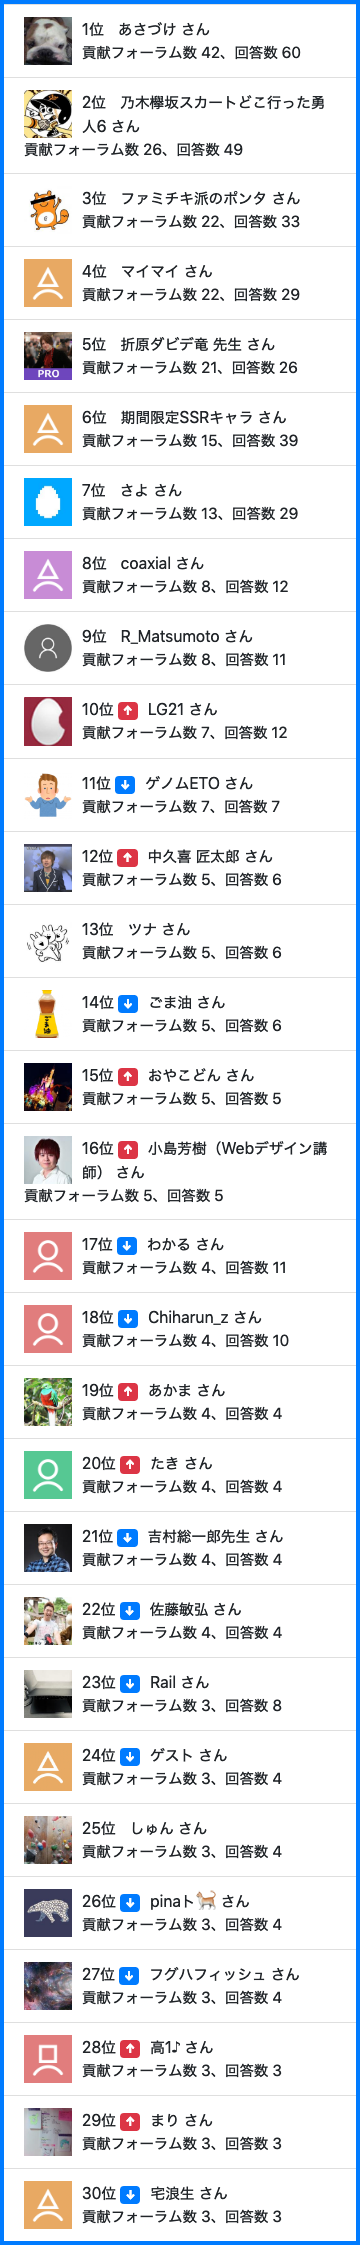 1位 あさづけ さん
貢献フォーラム数 42、回答数 60
2位 乃木欅坂スカートどこ行った勇
人6 さん
貢献フォーラム数 26、回答数 49
3位 ファミチキ派のポンタ さん
貢献フォーラム数 22、回答数 33
4位 マイマイ さん
貢献フォーラム数 22、回答数 29
5位 折原ダビデ竜 先生 さん
PRO
貢献フォーラム数 21、回答数 26
6位 期間限定SSRキャラ さん
貢献フォーラム数 15、回答数 39
7位 さよ さん
貢献フォーラム数 13、回答数 29
8位 coaxial さん
貢献フォーラム数 8、回答数 12
9位 R_Matsumoto さん
貢献フォーラム数 8、回答数 11
10位 LG21 さん
貢献フォーラム数 7、回答数 12
11位 ゲノムETO さん
貢献フォーラム数 7、回答数 7
12位 中久喜 匠太郎 さん
貢献フォーラム数 5、回答数 6
13位 ツナ さん
貢献フォーラム数 5、回答数 6
14位 ごま油 さん
ごま油
貢献フォーラム数 5、回答数 6
15位 おやこどん さん
貢献フォーラム数 5、回答数 5
16位 小島芳樹（Webデザイン講
師） さん
貢献フォーラム数 5、回答数 5
17位 わかる さん
貢献フォーラム数 4、回答数 11
18位 Chiharun_z さん
貢献フォーラム数 4、回答数 10
19位 あかま さん
貢献フォーラム数 4、回答数 4
20位 たき さん
貢献フォーラム数 4、回答数 4
21位 吉村総一郎先生 さん
貢献フォーラム数 4、回答数 4
22位 佐藤敏弘 さん
貢献フォーラム数 4、回答数 4
23位 Rail さん
貢献フォーラム数 3、回答数 8
24位 ゲスト さん
貢献フォーラム数 3、回答数 4
25位 しゅん さん
貢献フォーラム数 3、回答数 4
26位 pinaト🐈 さん
貢献フォーラム数 3、回答数 4
27位 フグハフィッシュ さん
貢献フォーラム数 3、回答数 4
28位 高1♪ さん
貢献フォーラム数 3、回答数 3
29位 まり さん
貢献フォーラム数 3、回答数 3
30位 宅浪生 さん
貢献フォーラム数 3、回答数 3